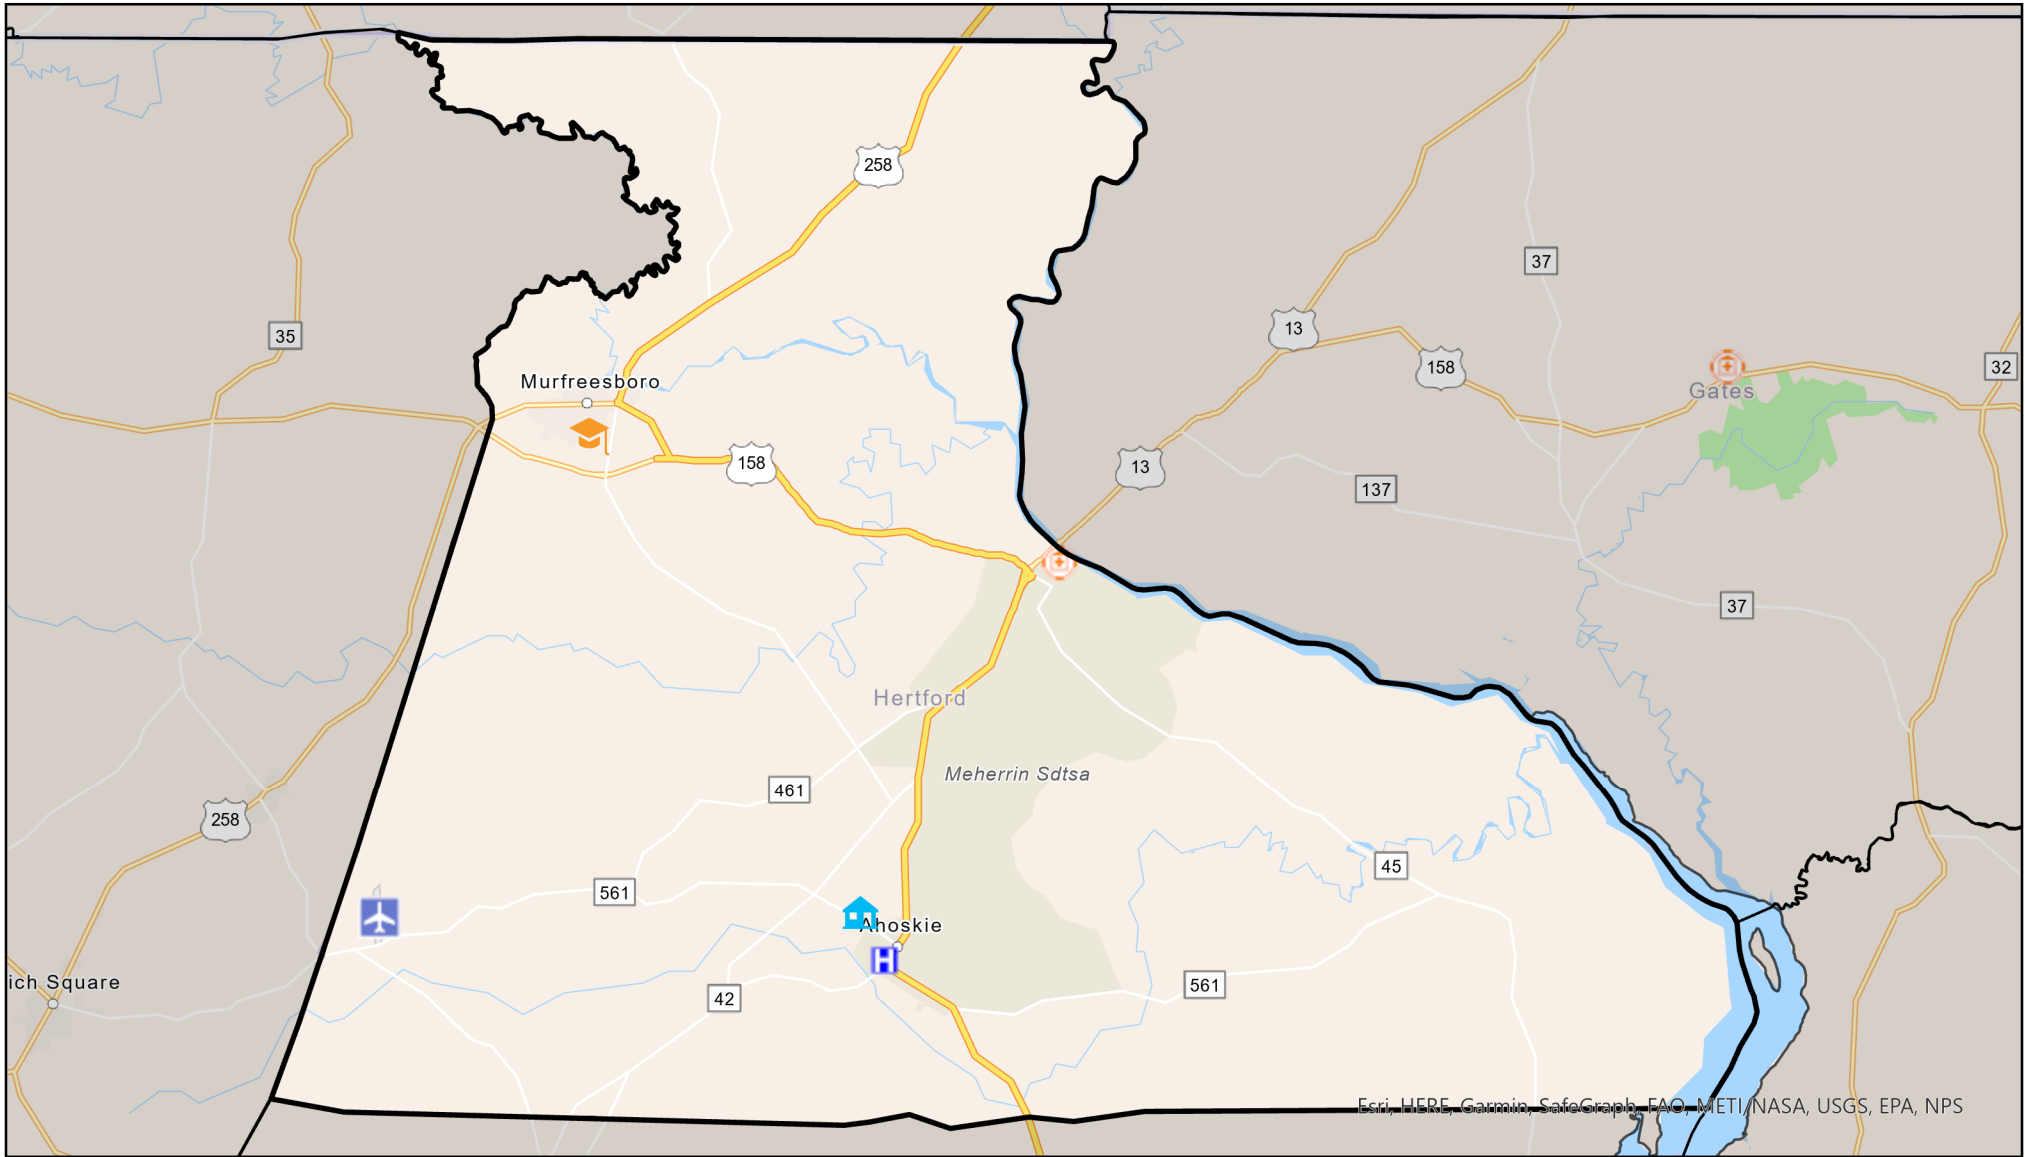 258
37
13
35
158
32
Murfreesboro
Gates
158
13
137
37
Hertford
Meherrin Sdtsa
461
258
45
561
Ahoskie
ich Square
561
42
H
Esri, HERE, Garmin, SafeGraph, FAO, METI/NASA, USGS, EPA, NPS